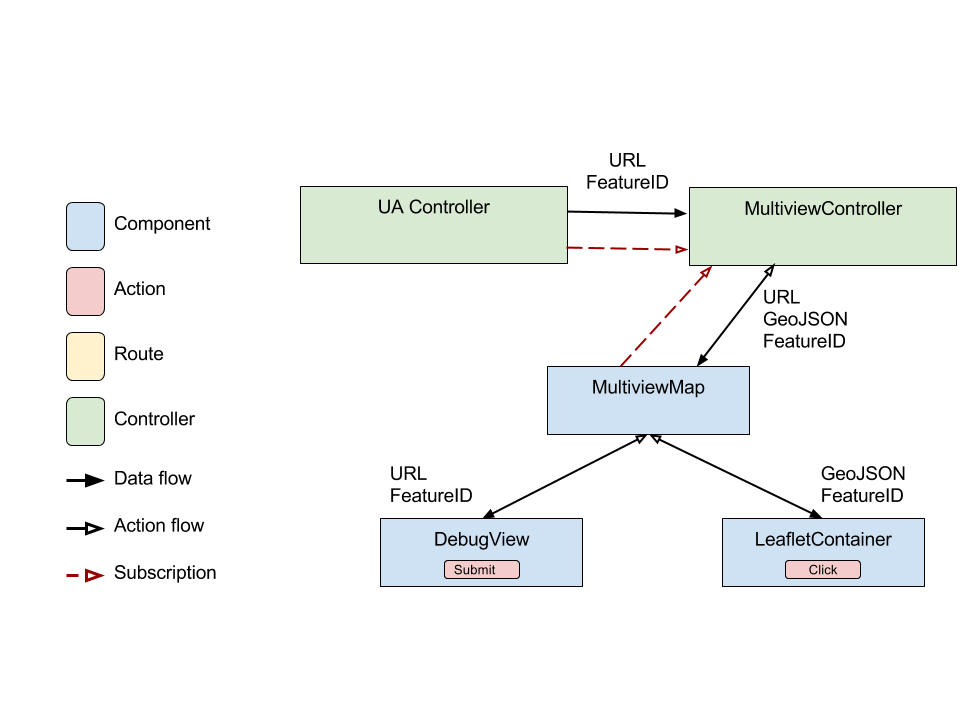 Component
Action
Route
Controller
Data flow
Action flow
Subscription
URL
FeatureID
UA Controller
MultiviewController
URL
GeoJSON
FeatureID
MultiviewMap
URL
FeatureID
GeoJSON
FeatureID
DebugView
Submit
LeafletContainer
Click